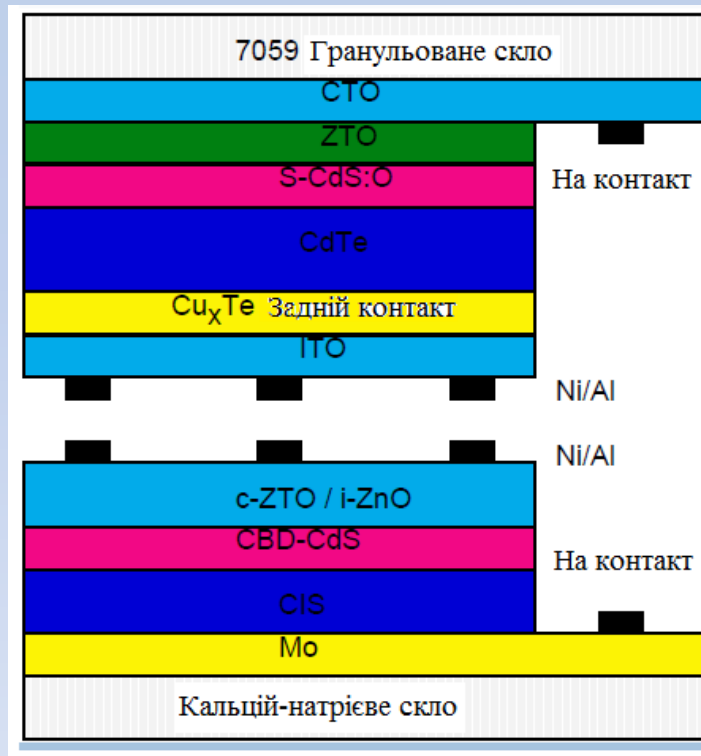 7059 Гранульоване скло
CTO
ZTO
S-CdS:O
На контакт
CdTe
CuXTe Задній контакт
ITO
Ni/Al
Ni/Al
c-ZTO / i-ZnO
CBD-CdS
На контакт
CIS
Mo
Кальцій-натрієве скло